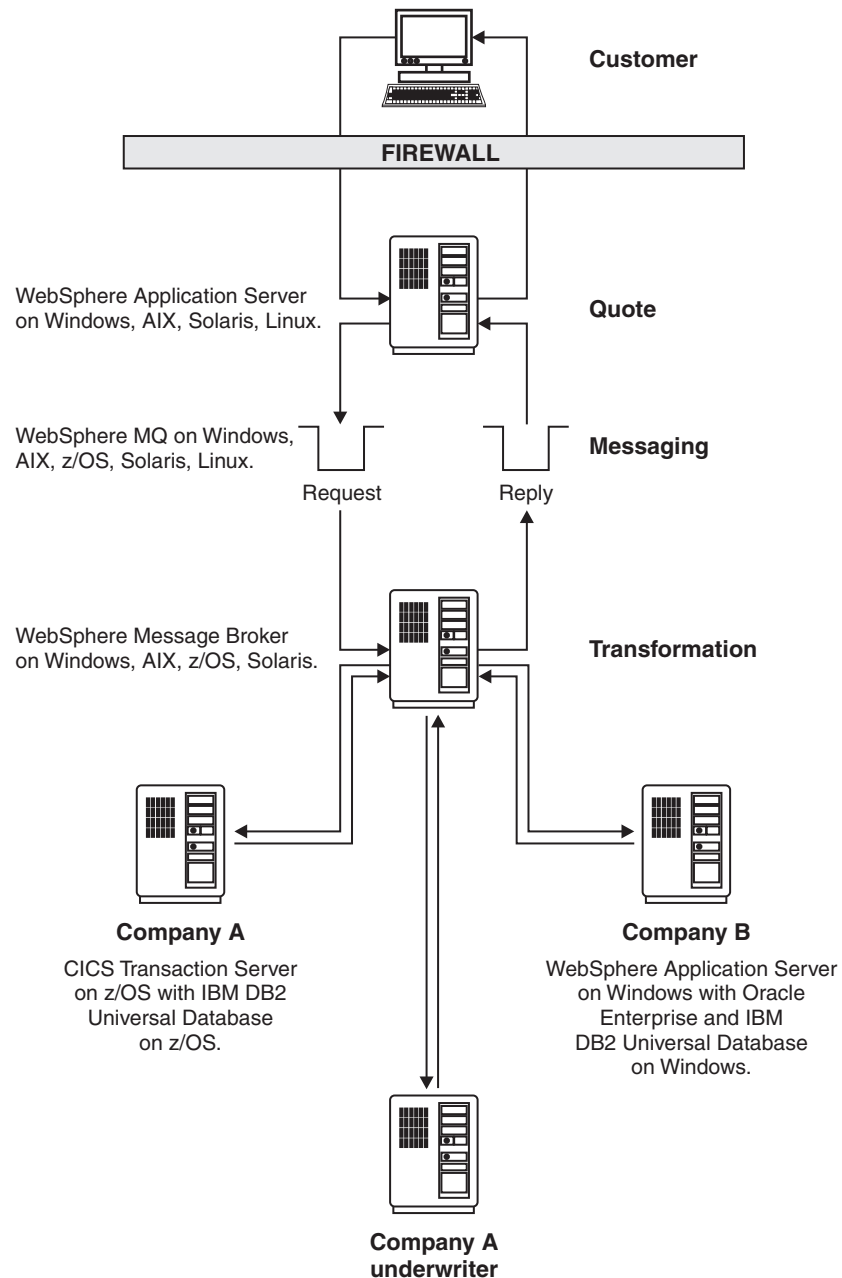 Customer
FIREWALL
WebSphere Application Server
on Windows, AIX, Solaris, Linux.
Quote
WebSphere MQ on Windows,
AIX, z/OS, Solaris, Linux.
Messaging
Request
Reply
WebSphere Message Broker
on Windows, AIX, z/OS, Solaris.
Transformation
Company A
CICS Transaction Server
on z/OS with IBM DB2
Universal Database
on z/OS.
Company B
WebSphere Application Server
on Windows with Oracle
Enterprise and IBM
DB2 Universal Database
on Windows.
Company A
underwriter